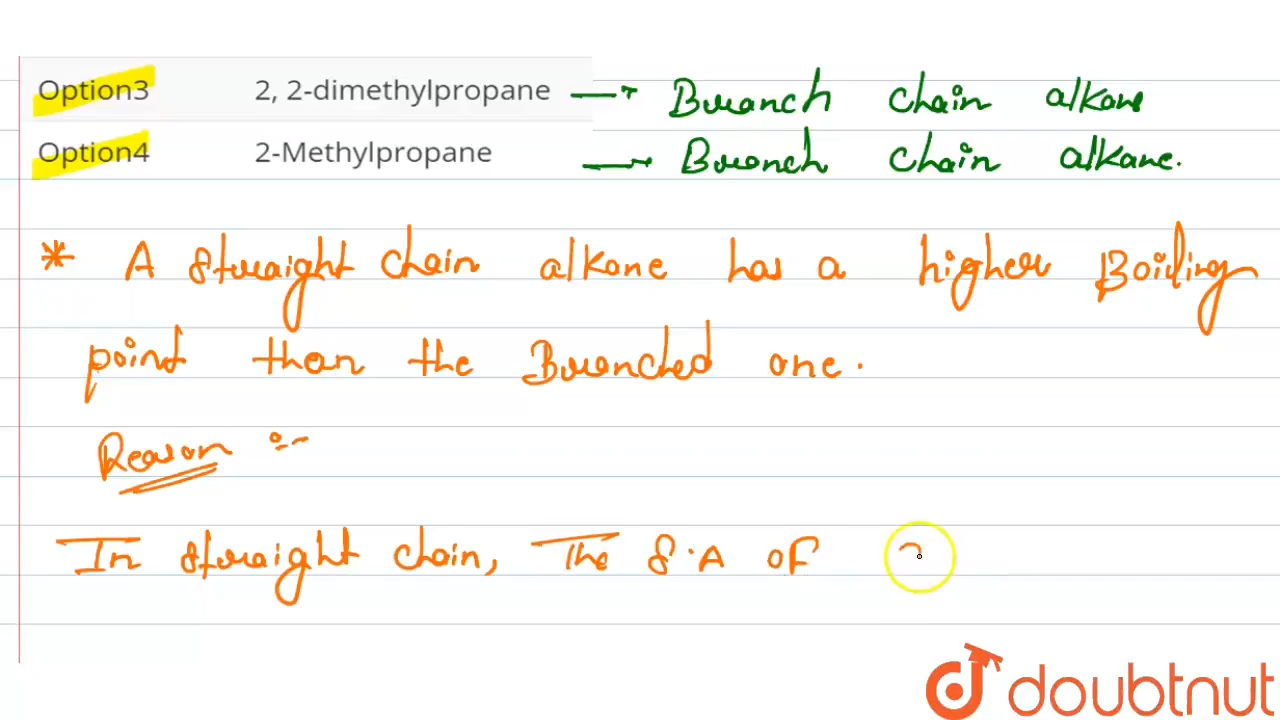 Option3 2, 2-dimethylpropane → Branch chain alkane
Option4 2-Methylpropane → Branch chain alkane.
* A straight chain alkane has a higher Boiling
point than the Branched one.
Reason :-
In straight chain, The S.A of
doubtnut